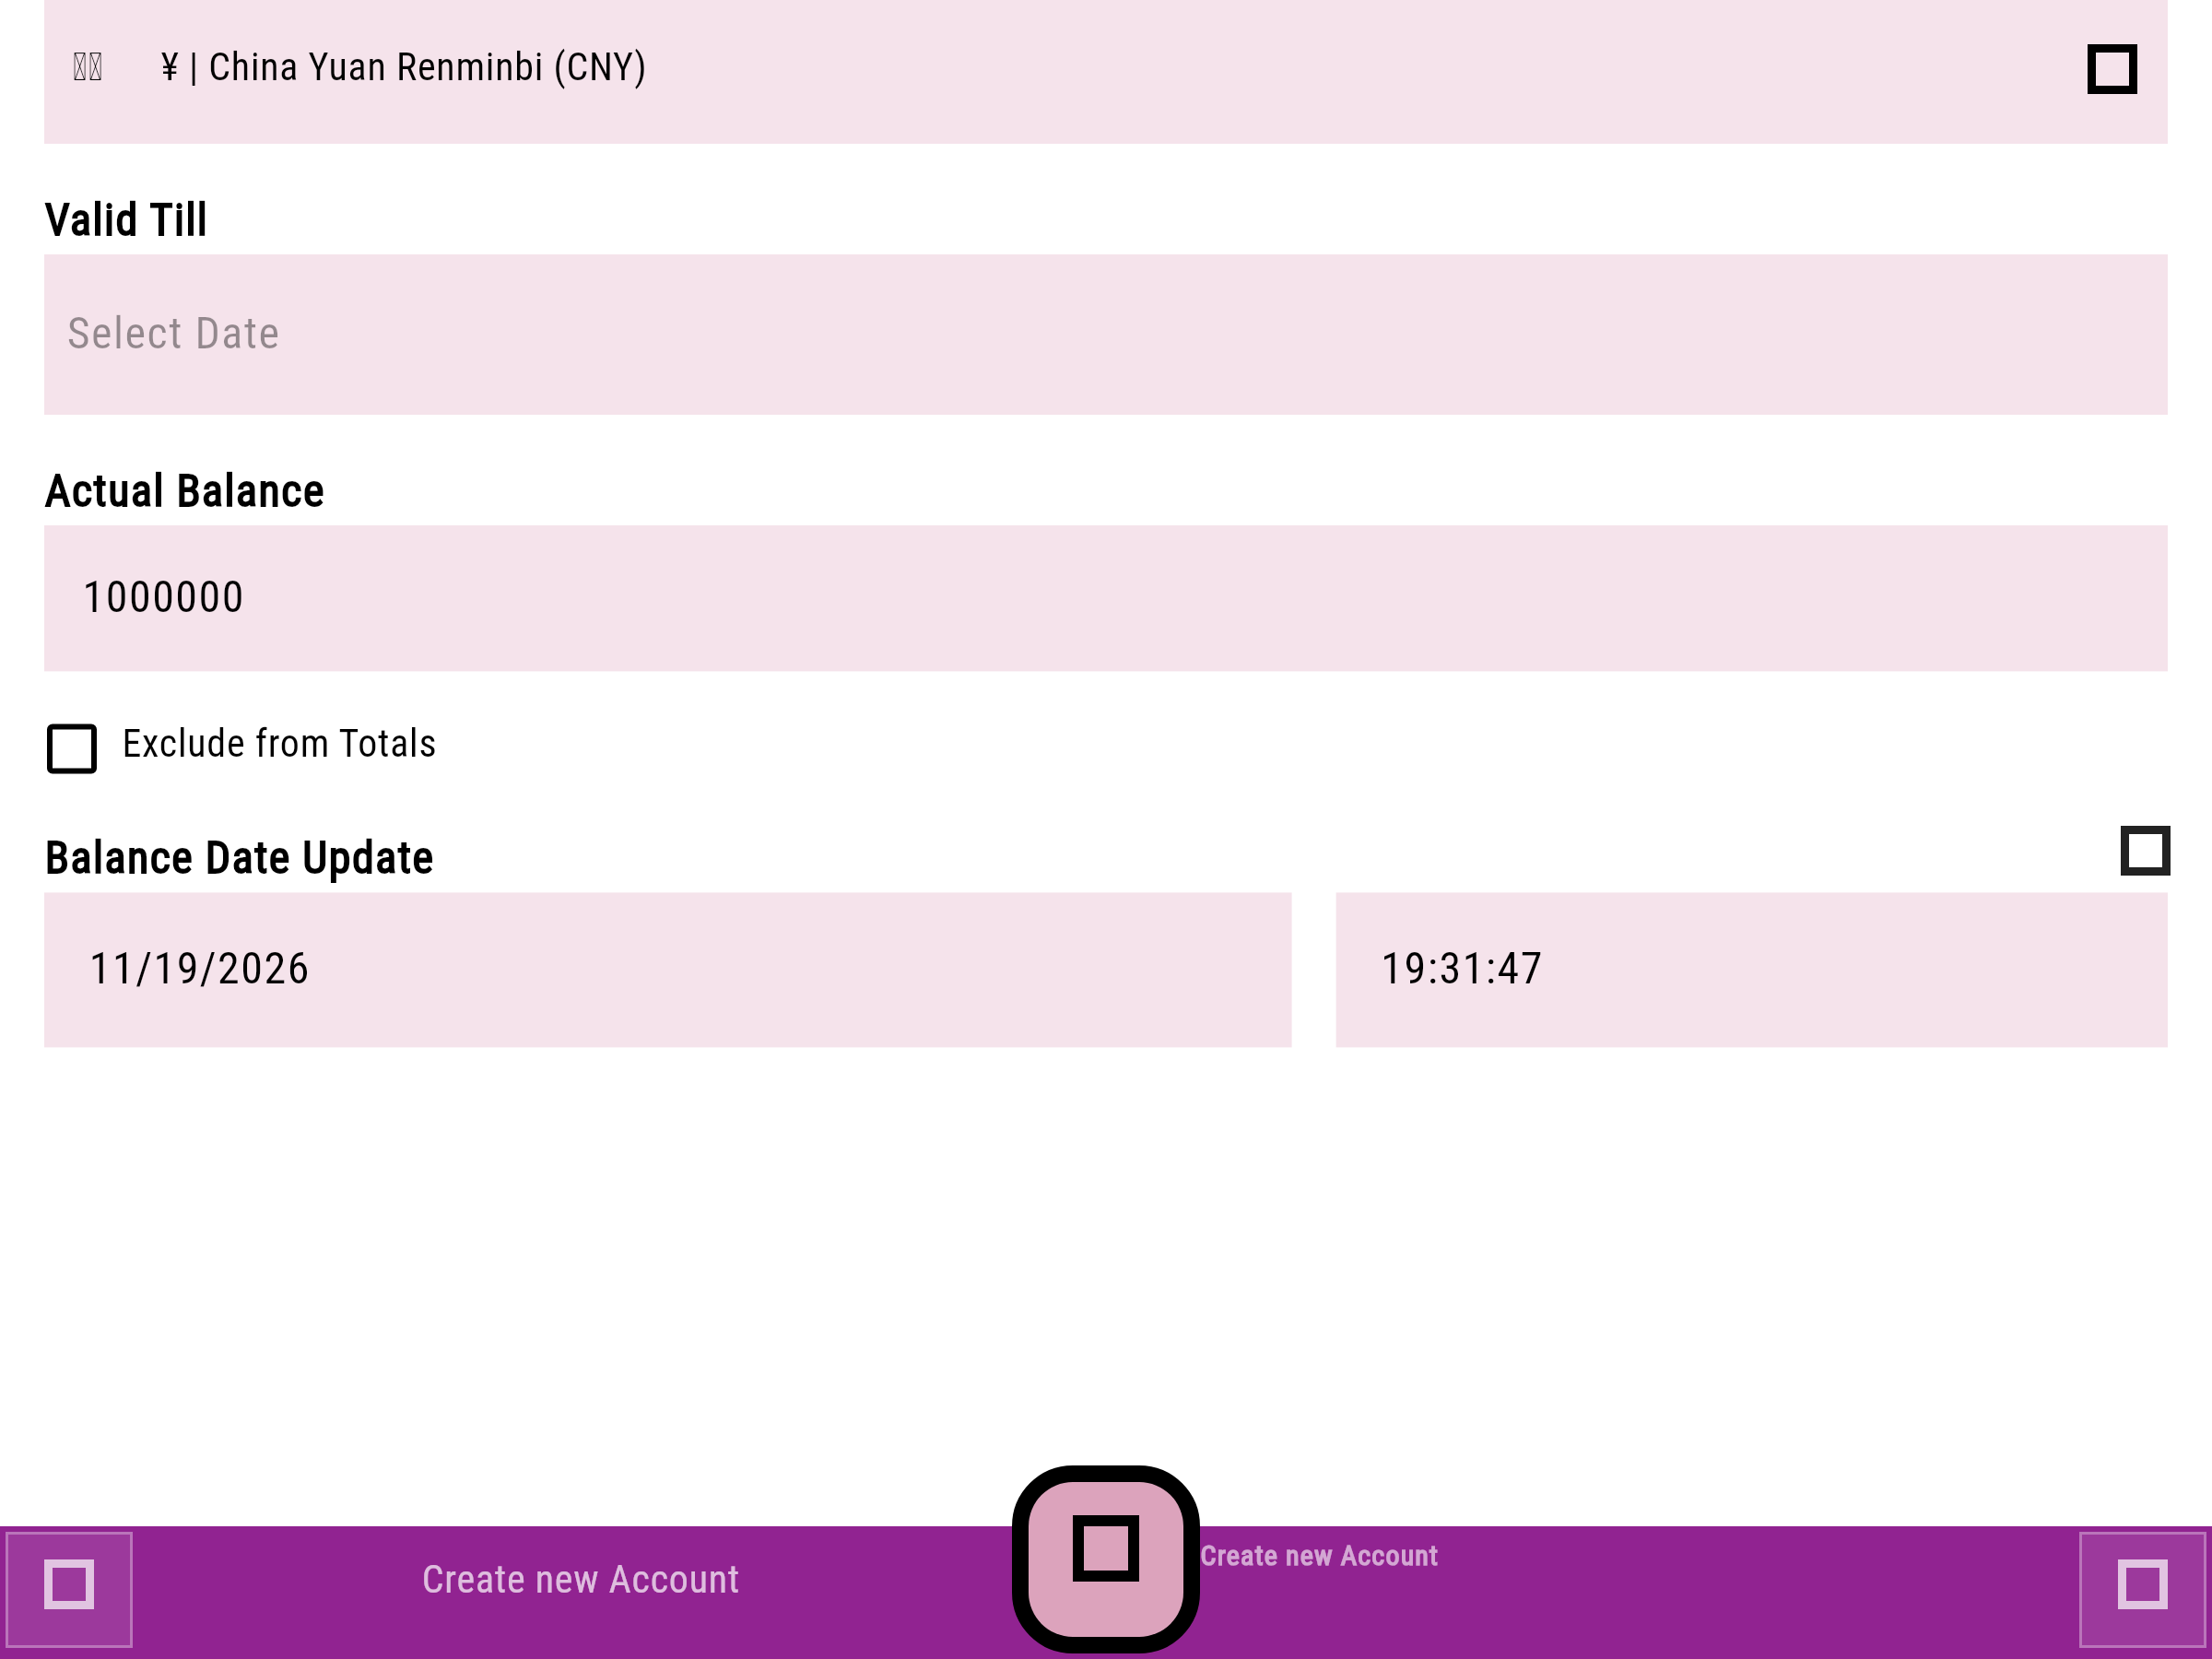 ¥ | China Yuan Renminbi (CNY)
Valid Till
Select Date
Actual Balance
1000000
Exclude from Totals
Balance Date Update
11/19/2026 19:31:47
Create new Account
Create new Account